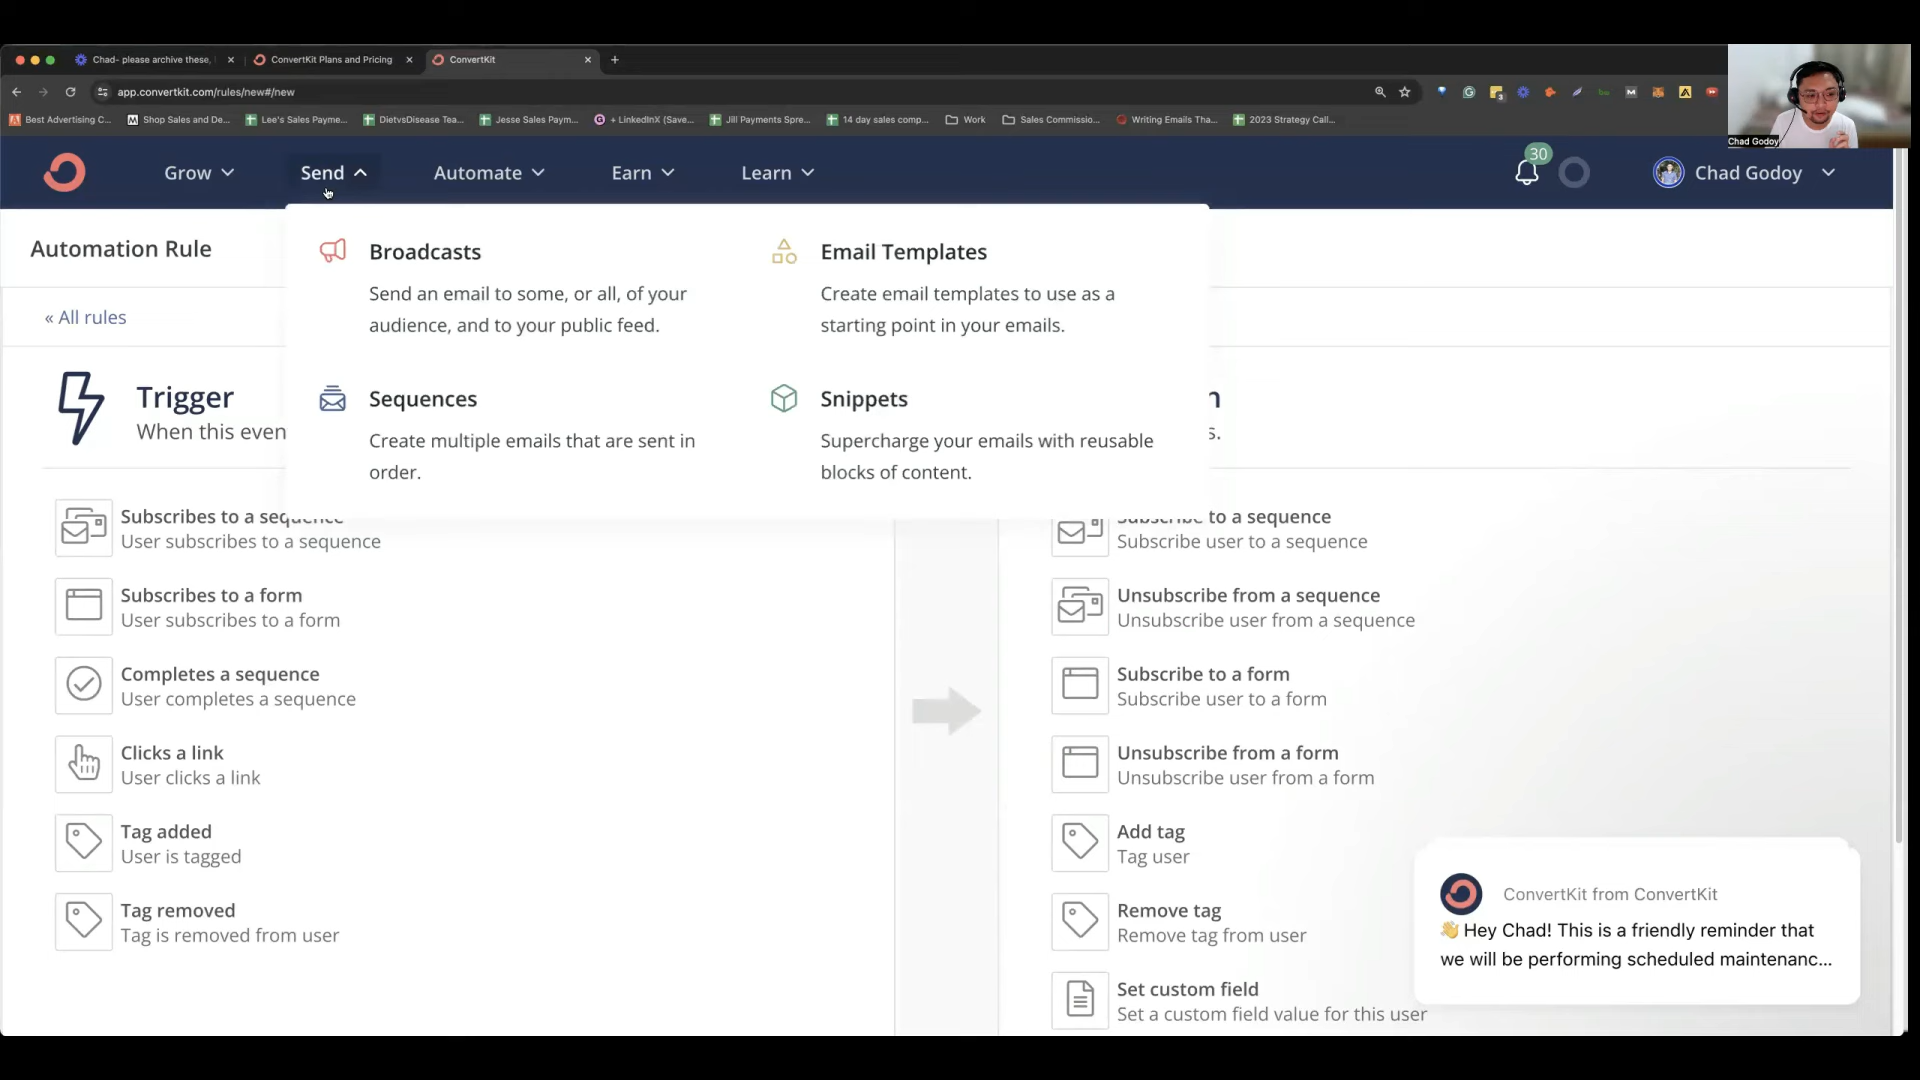 Chad- please archive these,
ConvertKit Plans and Pricing
ConvertKit
app.convertkit.com/rules/new#/new
Best Advertising C...
Shop Sales and De...
Lee's Sales Payme...
DietvsDisease Tea...
Jesse Sales Paym...
+ LinkedInX (Save...
Jill Payments Spre...
14 day sales comp...
Work
Sales Commissio...
Writing Emails Tha...
2023 Strategy Call...
Chad Godoy
Grow
Send
Automate
Earn
Learn
30
Chad Godoy
Automation Rule
« All rules
Broadcasts
Send an email to some, or all, of your
audience, and to your public feed.
Email Templates
Create email templates to use as a
starting point in your emails.
Sequences
Create multiple emails that are sent in
order.
Snippets
Supercharge your emails with reusable
blocks of content.
Trigger
When this even
n
s.
Subscribes to a sequence
User subscribes to a sequence
Subscribes to a form
User subscribes to a form
Completes a sequence
User completes a sequence
Clicks a link
User clicks a link
Tag added
User is tagged
Tag removed
Tag is removed from user
Subscribe to a sequence
Subscribe user to a sequence
Unsubscribe from a sequence
Unsubscribe user from a sequence
Subscribe to a form
Subscribe user to a form
Unsubscribe from a form
Unsubscribe user from a form
Add tag
Tag user
Remove tag
Remove tag from user
Set custom field
Set a custom field value for this user
ConvertKit from ConvertKit
👋 Hey Chad! This is a friendly reminder that
we will be performing scheduled maintenanc...